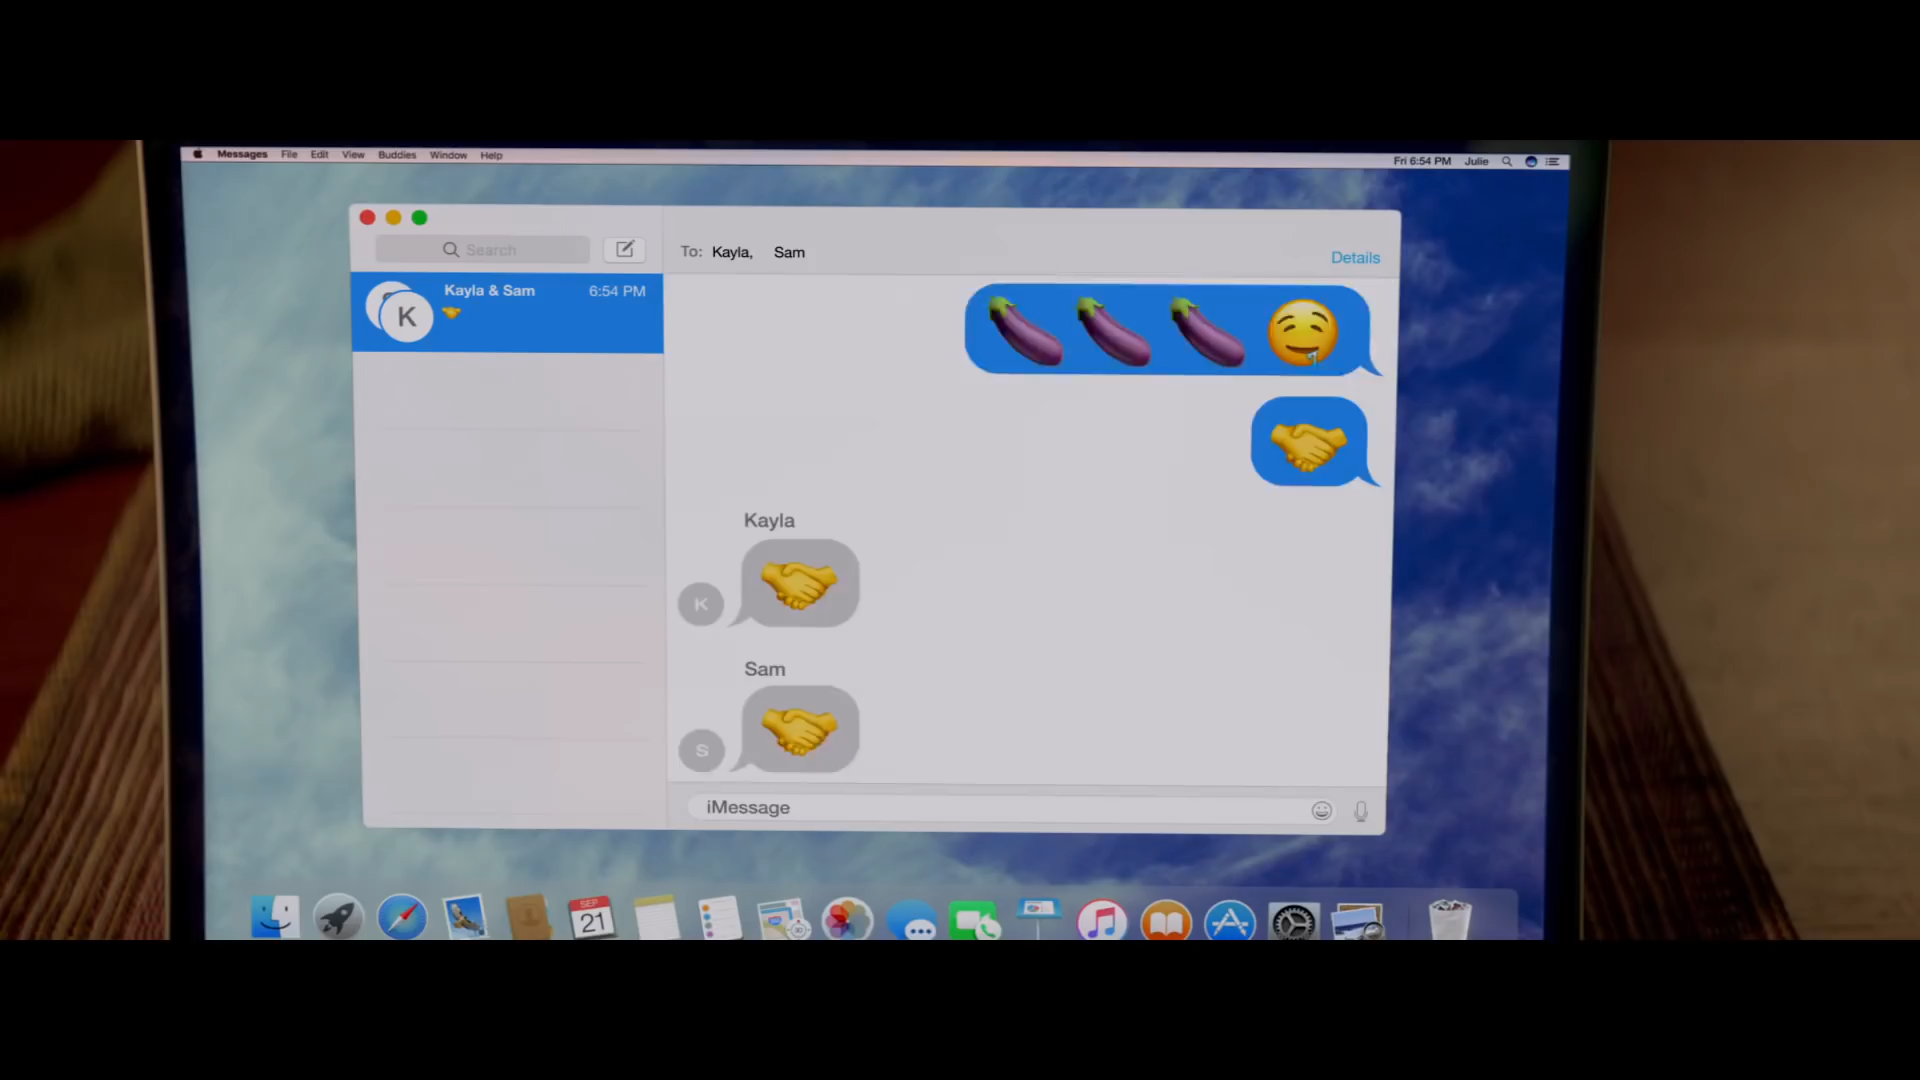 Messages File Edit View Buddies Window Help
Fri 6:54 PM Julie
Search
To: Kayla, Sam
Details
Kayla & Sam 6:54 PM
K
Kayla
K
Sam
S
iMessage
SEP
21